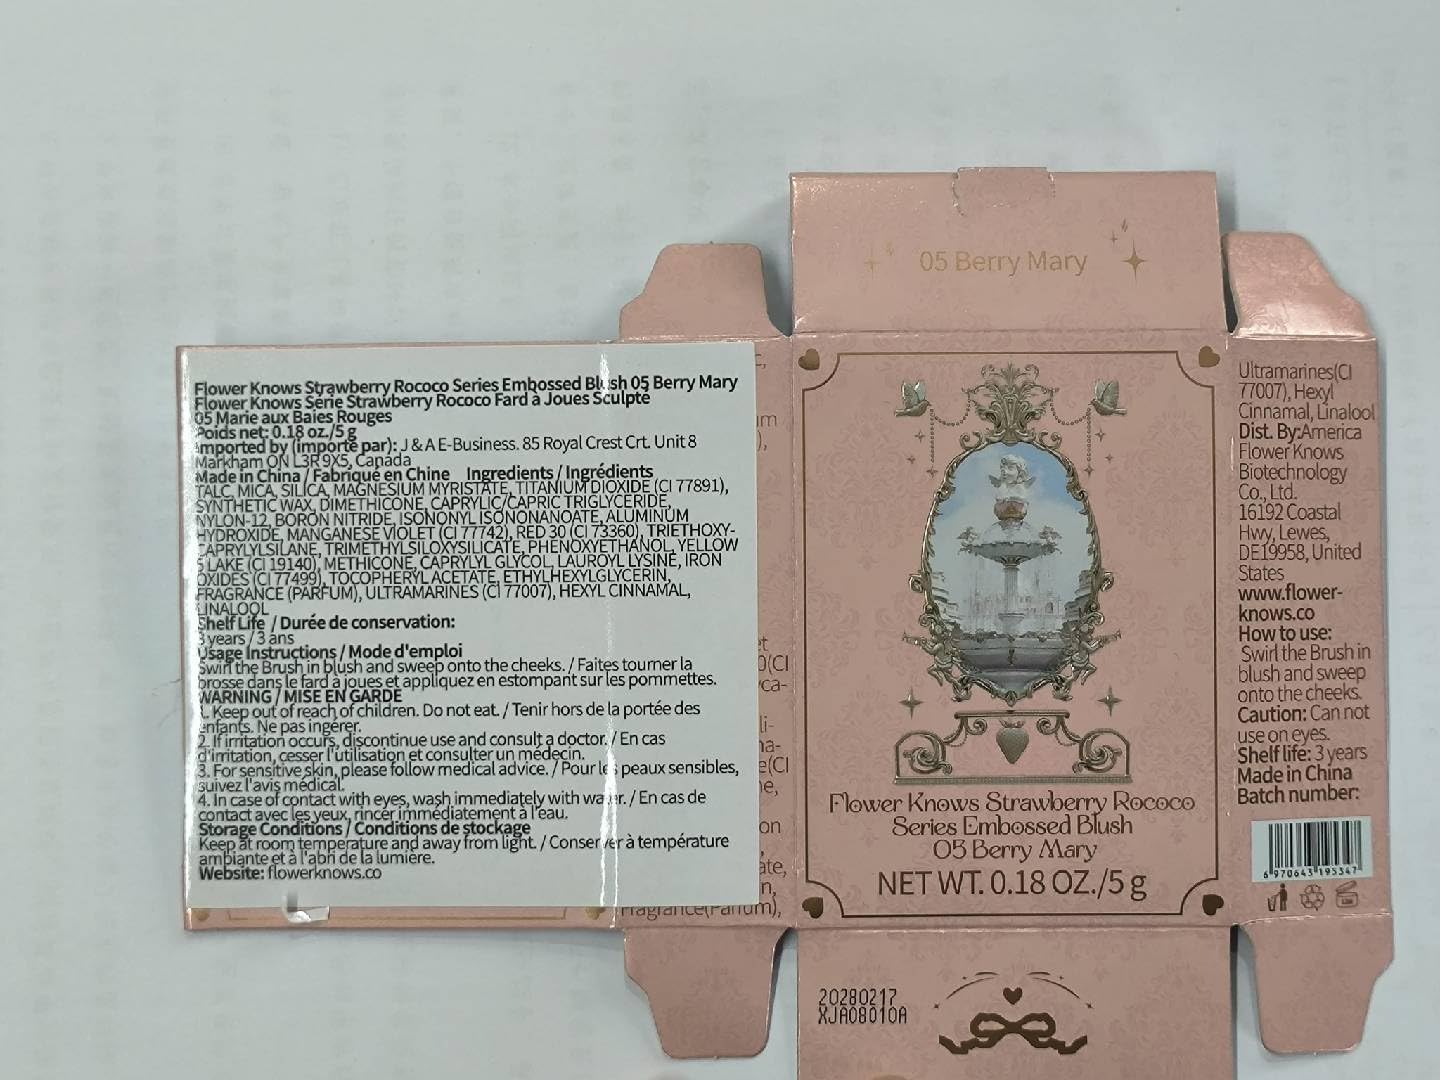 Flower Knows Strawberry Rococo Series Embossed Blush 05 Berry Mary
Flower Knows Série Strawberry Rococo Fard à Joues Sculpté
05 Marie aux Baies Rouges
Poids net: 0.18 oz./5 g
Imported by (importé par): J & A E-Business. 85 Royal Crest Crt. Unit 8
Markham ON L3R 9X5, Canada
Made in China / Fabriqué en Chine Ingredients / Ingrédients
TALC, MICA, SILICA, MAGNESIUM MYRISTATE, TITANIUM DIOXIDE (CI 77891),
SYNTHETIC WAX, DIMETHICONE, CAPRYLIC/CAPRIC TRIGLYCERIDE,
NYLON-12, BORON NITRIDE, ISONONYL ISONONANOATE, ALUMINUM
HYDROXIDE, MANGANESE VIOLET (CI 77742), RED 30 (CI 73360), TRIETHOXY-
CAPRYLYLSILANE, TRIMETHYLSILOXYSILICATE, PHENOXYETHANOL, YELLOW
5 LAKE (CI 19140), METHICONE, CAPRYLYL GLYCOL, LAUROYL LYSINE, IRON
OXIDES (CI 77499), TOCOPHERYL ACETATE, ETHYLHEXYLGLYCERIN,
FRAGRANCE (PARFUM), ULTRAMARINES (CI 77007), HEXYL CINNAMAL,
LINALOOL
Shelf Life / Durée de conservation:
3 years / 3 ans
Usage Instructions / Mode d'emploi
Swirl the Brush in blush and sweep onto the cheeks. / Faites tourner la
brosse dans le fard à joues et appliquez en estompant sur les pommettes.
WARNING / MISE EN GARDE
1. Keep out of reach of children. Do not eat. / Tenir hors de la portée des
enfants. Ne pas ingérer.
2. If irritation occurs, discontinue use and consult a doctor. / En cas
d'irritation, cesser l'utilisation et consulter un médecin.
3. For sensitive skin, please follow medical advice. / Pour les peaux sensibles,
suivez l'avis médical.
4. In case of contact with eyes, wash immediately with water. / En cas de
contact avec les yeux, rincer immédiatement à l'eau.
Storage Conditions / Conditions de stockage
Keep at room temperature and away from light. / Conserver à température
ambiante et à l'abri de la lumière.
Website: flowerknows.co
Fragrance(Parfum),
05 Berry Mary
Flower Knows Strawberry Rococo
Series Embossed Blush
05 Berry Mary
NET WT. 0.18 OZ./5 g
20280217
XJA08010A
Ultramarines(CI
77007), Hexyl
Cinnamal, Linalool
Dist. By:America
Flower Knows
Biotechnology
Co., Ltd.
16192 Coastal
Hwy, Lewes,
DE19958, United
States
www.flower-
knows.co
How to use:
Swirl the Brush in
blush and sweep
onto the cheeks.
Caution: Can not
use on eyes.
Shelf life: 3 years
Made in China
Batch number:
6 970643 195347